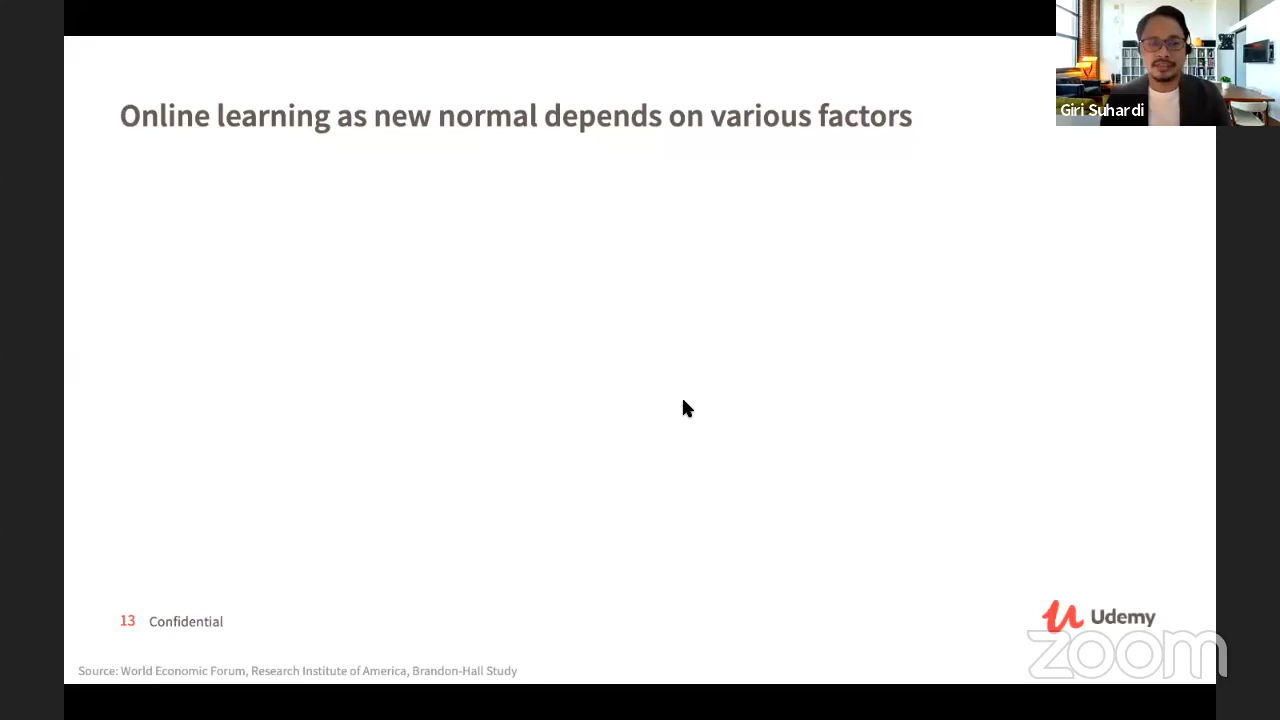 Giri Suhardi
Online learning as new normal depends on various factors
13 Confidential
Udemy
zoom
Source: World Economic Forum, Research Institute of America, Brandon-Hall Study